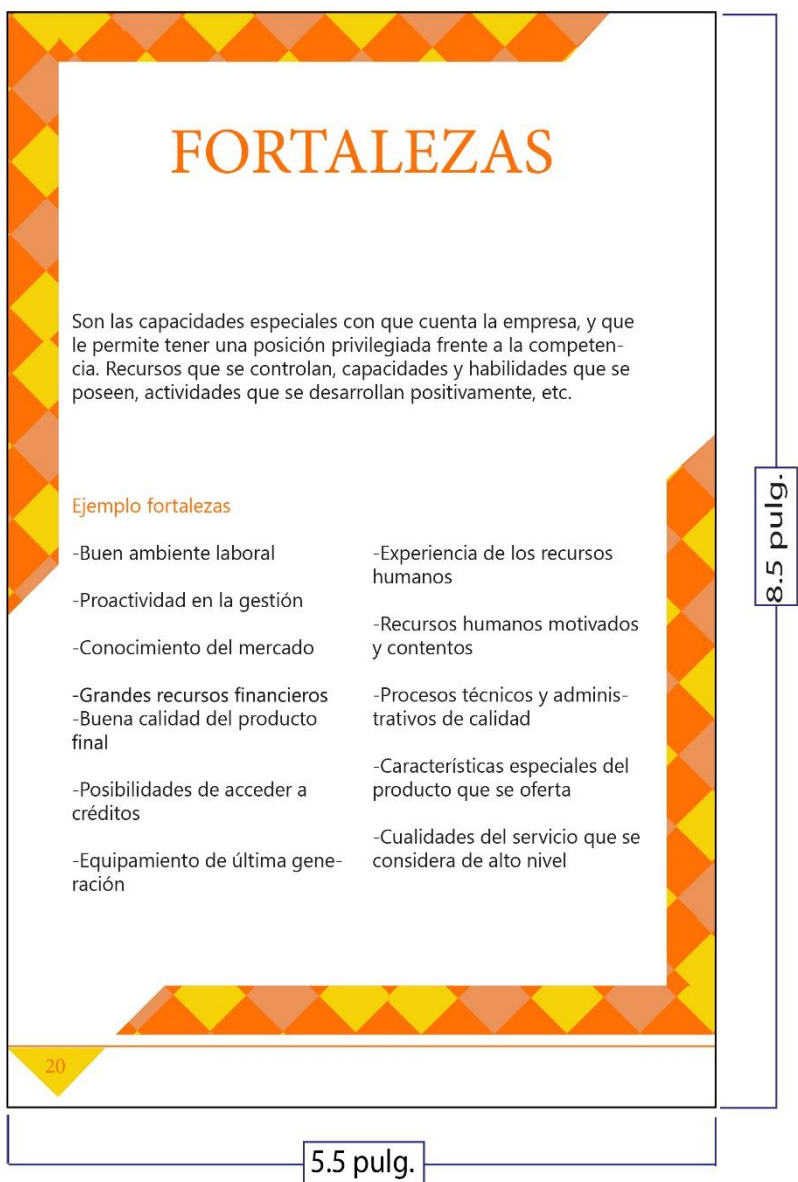 FORTALEZAS
Son las capacidades especiales con que cuenta la empresa, y que
le permite tener una posición privilegiada frente a la competen-
cia. Recursos que se controlan, capacidades y habilidades que se
poseen, actividades que se desarrollan positivamente, etc.
Ejemplo fortalezas
-Buen ambiente laboral
-Proactividad en la gestión
-Conocimiento del mercado
-Grandes recursos financieros
-Buena calidad del producto
final
-Posibilidades de acceder a
créditos
-Equipamiento de última gene-
ración
-Experiencia de los recursos
humanos
-Recursos humanos motivados
y contentos
-Procesos técnicos y adminis-
trativos de calidad
-Características especiales del
producto que se oferta
-Cualidades del servicio que se
considera de alto nivel
20
8.5 pulg.
5.5 pulg.